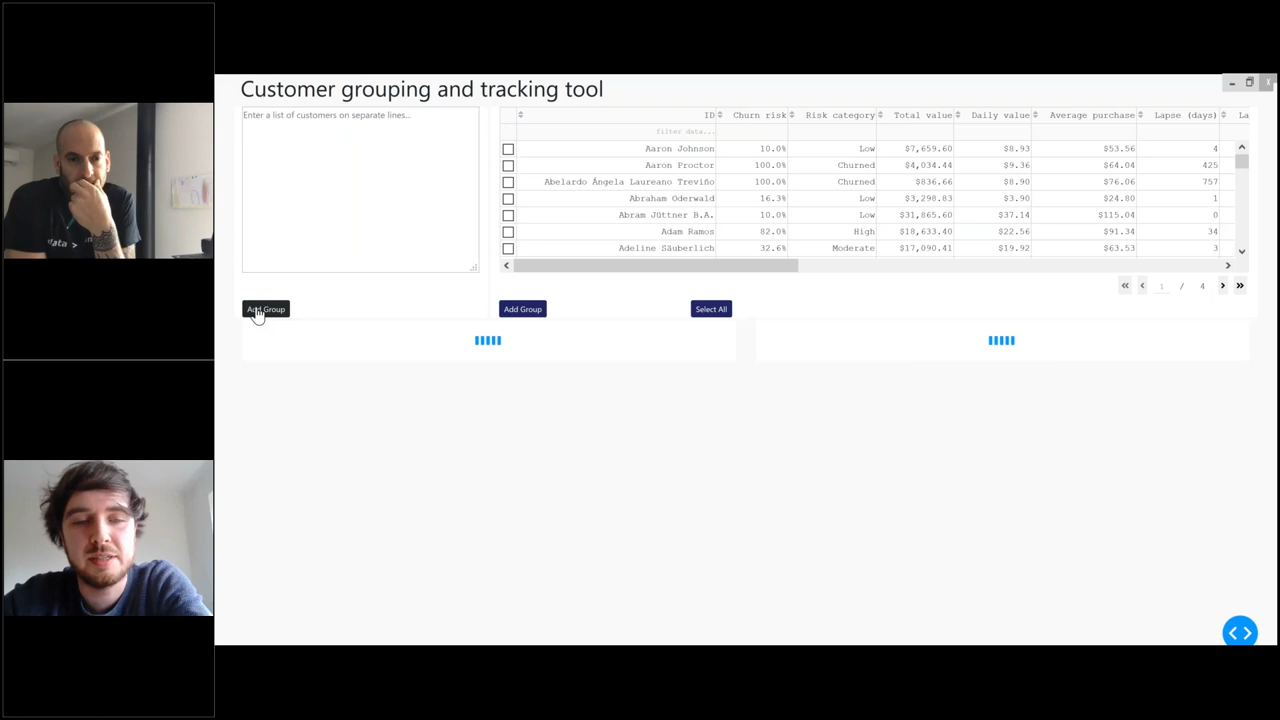 Customer grouping and tracking tool
Enter a list of customers on separate lines...
ID Churn risk Risk category Total value Daily value Average purchase Lapse (days) La
filter data...
Aaron Johnson 10.0% Low $7,659.60 $8.93 $53.56 4
Aaron Proctor 100.0% Churned $4,034.44 $9.36 $64.04 425
Abelardo Ángela Laureano Treviño 100.0% Churned $836.66 $8.90 $76.06 757
Abraham Oderwald 16.3% Low $3,298.83 $3.90 $24.80 1
Abram Jüttner B.A. 10.0% Low $31,865.60 $37.14 $115.04 0
Adam Ramos 82.0% High $18,633.40 $22.56 $91.34 34
Adeline Säuberlich 32.6% Moderate $17,090.41 $19.92 $63.53 3
1 / 4
Add Group Add Group Select All